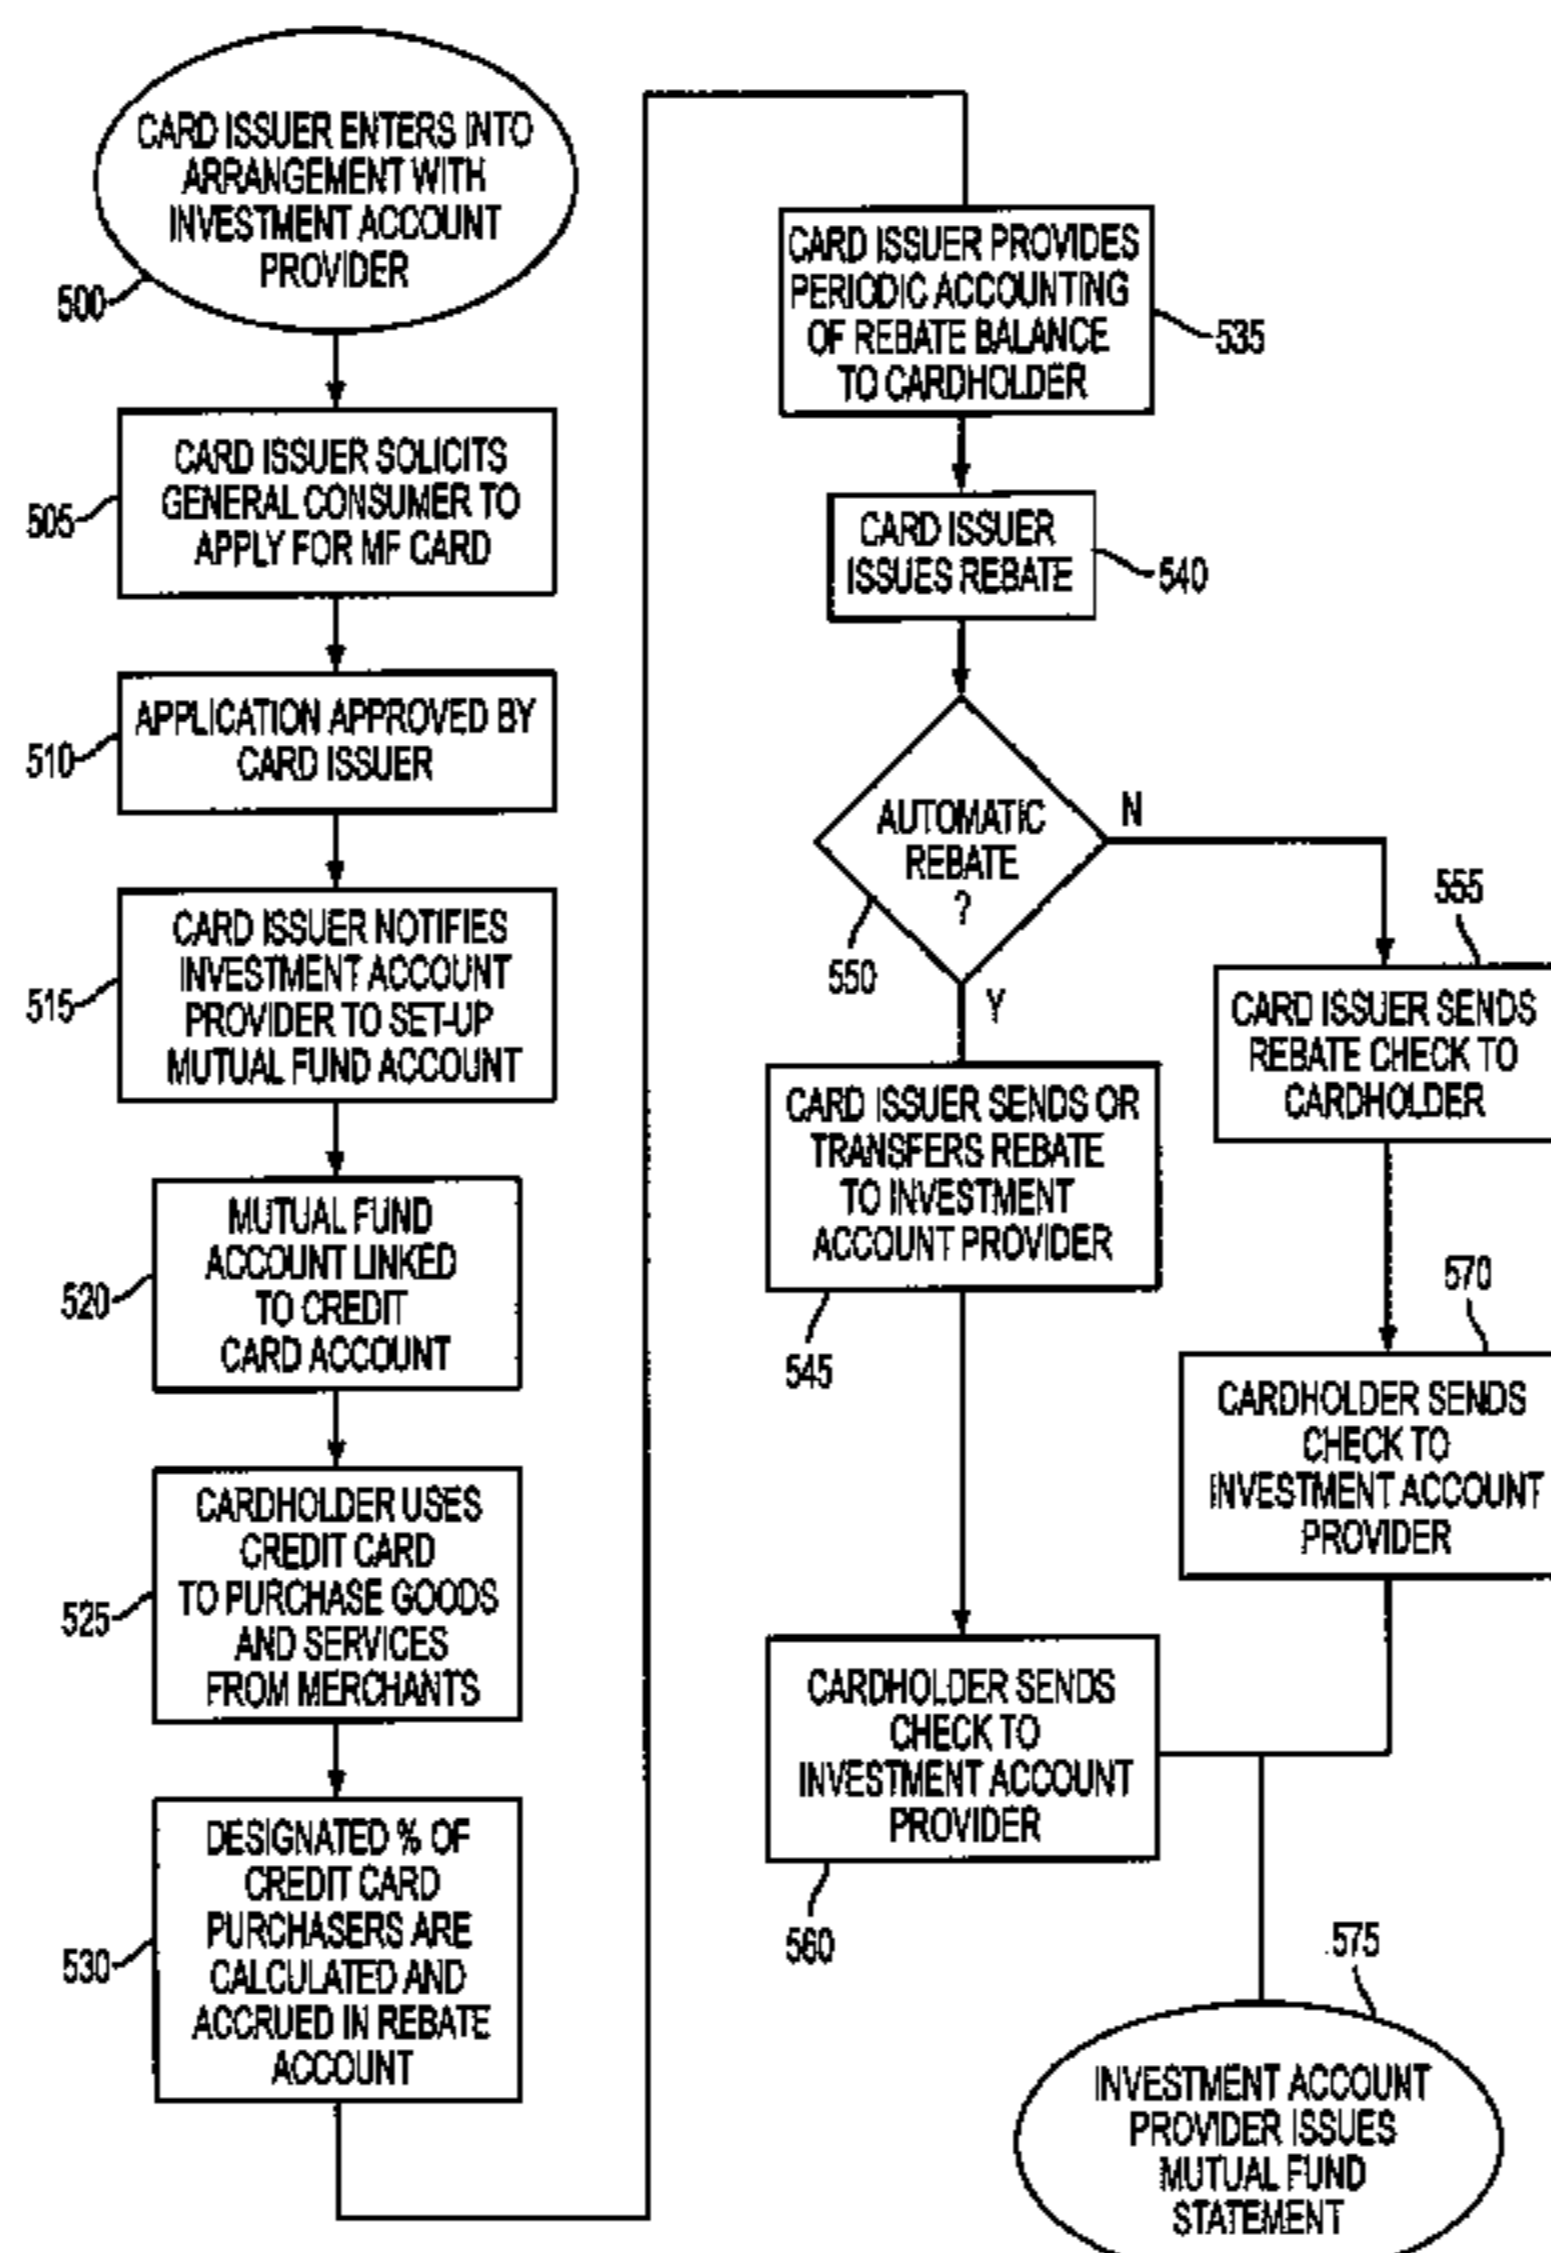 CARD ISSUER ENTERS INTO
ARRANGEMENT WITH
INVESTMENT ACCOUNT
PROVIDER
500
CARD ISSUER SOLICITS
GENERAL CONSUMER TO
APPLY FOR MF CARD
505
APPLICATION APPROVED BY
CARD ISSUER
510
CARD ISSUER NOTIFIES
INVESTMENT ACCOUNT
PROVIDER TO SET-UP
MUTUAL FUND ACCOUNT
515
MUTUAL FUND
ACCOUNT LINKED
TO CREDIT
CARD ACCOUNT
520
CARDHOLDER USES
CREDIT CARD
TO PURCHASE GOODS
AND SERVICES
FROM MERCHANTS
525
DESIGNATED % OF
CREDIT CARD
PURCHASERS ARE
CALCULATED AND
ACCRUED IN REBATE
ACCOUNT
530
CARD ISSUER PROVIDES
PERIODIC ACCOUNTING
OF REBATE BALANCE
TO CARDHOLDER
535
CARD ISSUER
ISSUES REBATE
540
AUTOMATIC
REBATE
?
550
N
Y
555
CARD ISSUER SENDS
REBATE CHECK TO
CARDHOLDER
CARD ISSUER SENDS OR
TRANSFERS REBATE
TO INVESTMENT
ACCOUNT PROVIDER
545
570
CARDHOLDER SENDS
CHECK TO
INVESTMENT ACCOUNT
PROVIDER
CARDHOLDER SENDS
CHECK TO
INVESTMENT ACCOUNT
PROVIDER
560
575
INVESTMENT ACCOUNT
PROVIDER ISSUES
MUTUAL FUND
STATEMENT